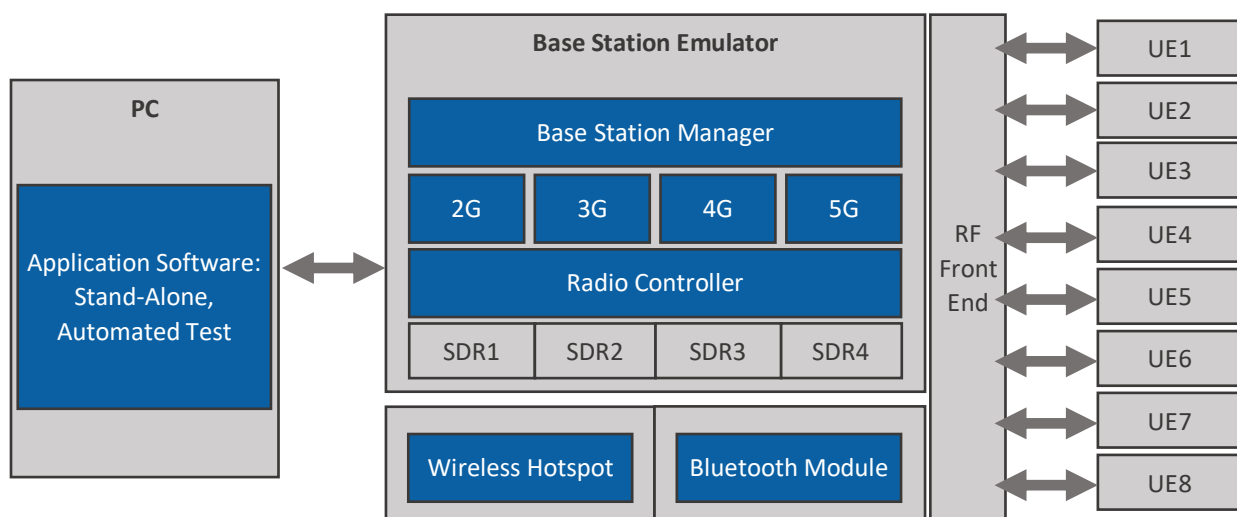 PC
Application Software:
Stand-Alone,
Automated Test
Base Station Emulator
Base Station Manager
2G
3G
4G
5G
Radio Controller
SDR1
SDR2
SDR3
SDR4
Wireless Hotspot
Bluetooth Module
RF
Front
End
UE1
UE2
UE3
UE4
UE5
UE6
UE7
UE8